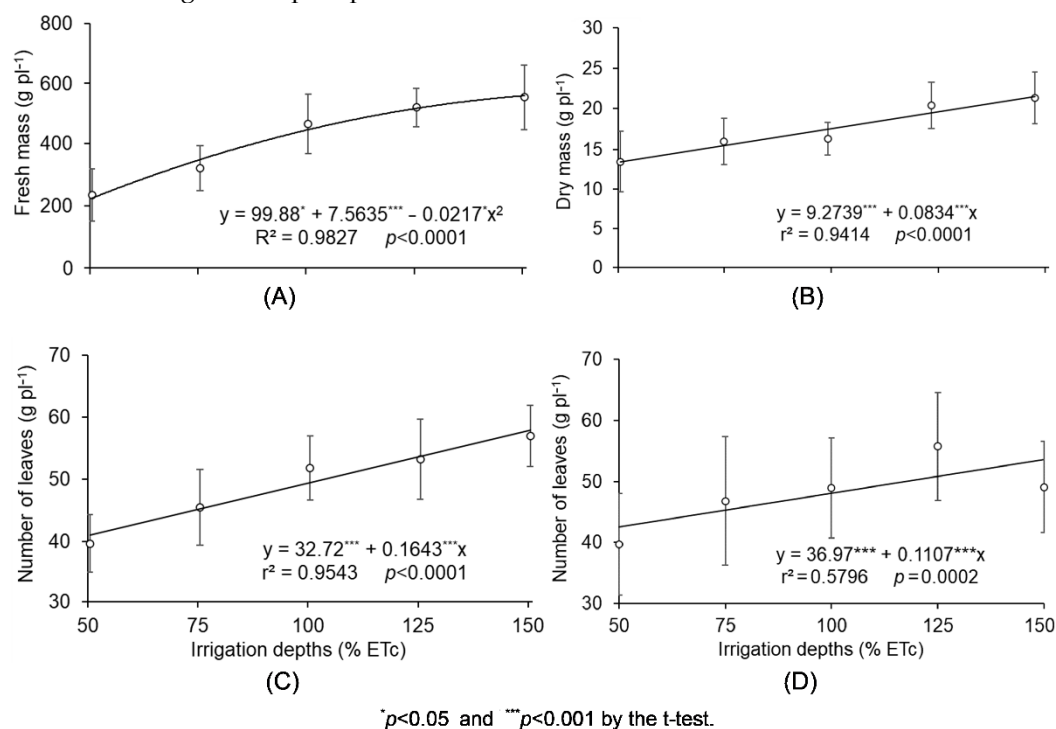 Fresh mass (g pl⁻¹)
800
600
400
200
0
y = 99.88* + 7.5635*** − 0.0217*x²
R² = 0.9827 p<0.0001
(A)
Dry mass (g pl⁻¹)
30
25
20
15
10
5
0
y = 9.2739*** + 0.0834***x
r² = 0.9414 p<0.0001
(B)
Number of leaves (g pl⁻¹)
70
60
50
40
30
y = 32.72*** + 0.1643***x
r² = 0.9543 p<0.0001
50 75 100 125 150
Irrigation depths (% ETc)
(C)
Number of leaves (g pl⁻¹)
70
60
50
40
30
y = 36.97*** + 0.1107***x
r² = 0.5796 p=0.0002
50 75 100 125 150
Irrigation depths (% ETc)
(D)
*p<0.05 and ***p<0.001 by the t-test.